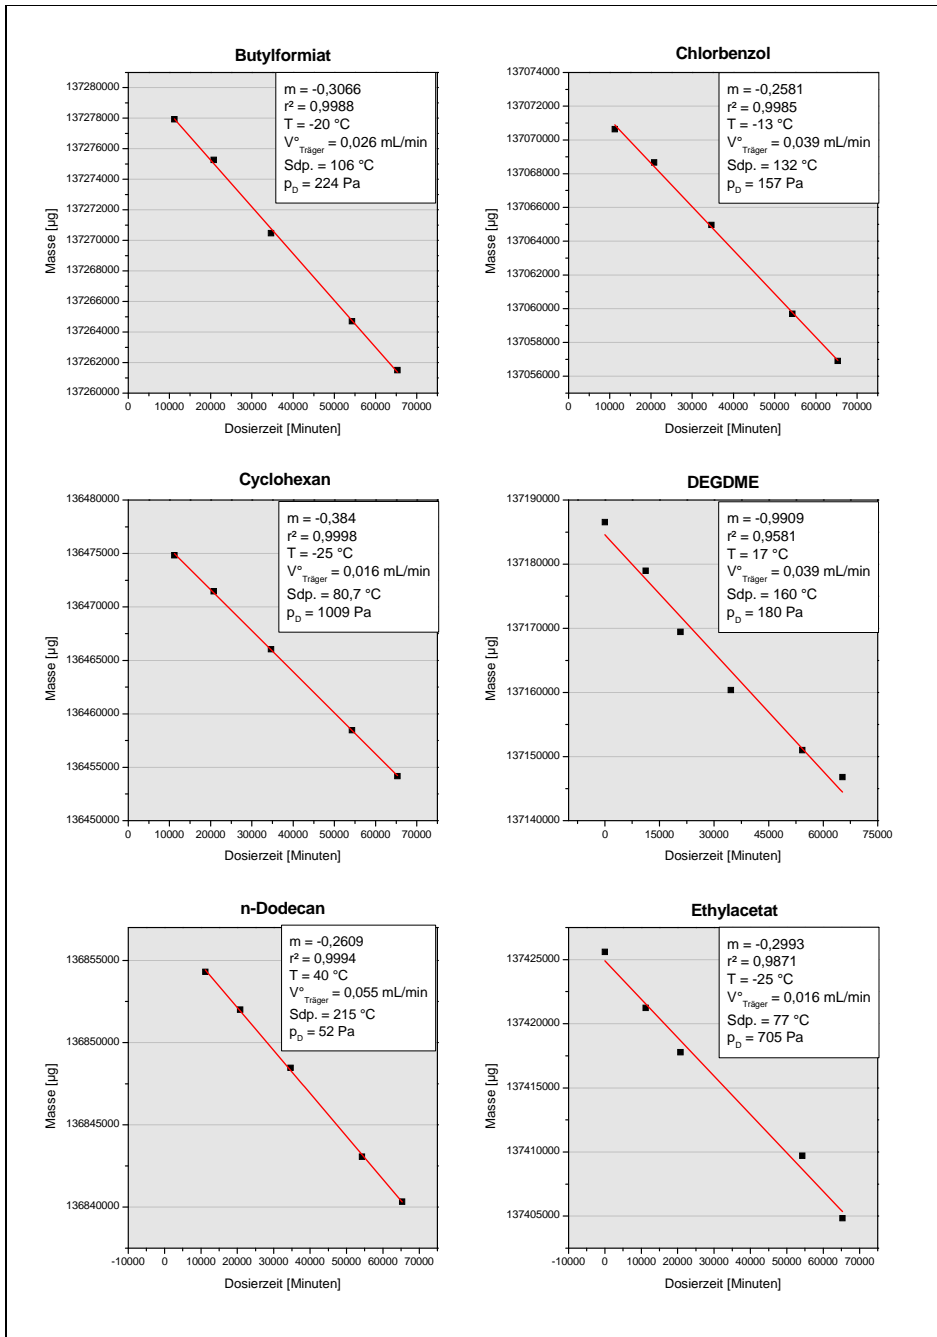 Butylformiat
137280000
137278000
137276000
137274000
137272000
137270000
137268000
137266000
137264000
137262000
137260000
Masse [µg]
m = -0,3066
r² = 0,9988
T = -20 °C
V°Träger = 0,026 mL/min
Sdp. = 106 °C
pD = 224 Pa
0 10000 20000 30000 40000 50000 60000 70000
Dosierzeit [Minuten]
Chlorbenzol
137074000
137072000
137070000
137068000
137066000
137064000
137062000
137060000
137058000
137056000
Masse [µg]
m = -0,2581
r² = 0,9985
T = -13 °C
V°Träger = 0,039 mL/min
Sdp. = 132 °C
pD = 157 Pa
0 10000 20000 30000 40000 50000 60000 70000
Dosierzeit [Minuten]
Cyclohexan
136480000
136475000
136470000
136465000
136460000
136455000
136450000
Masse [µg]
m = -0,384
r² = 0,9998
T = -25 °C
V°Träger = 0,016 mL/min
Sdp. = 80,7 °C
pD = 1009 Pa
0 10000 20000 30000 40000 50000 60000 70000
Dosierzeit [Minuten]
DEGDME
137190000
137180000
137170000
137160000
137150000
137140000
Masse [µg]
m = -0,9909
r² = 0,9581
T = 17 °C
V°Träger = 0,039 mL/min
Sdp. = 160 °C
pD = 180 Pa
0 15000 30000 45000 60000 75000
Dosierzeit [Minuten]
n-Dodecan
136855000
136850000
136845000
136840000
Masse [µg]
m = -0,2609
r² = 0,9994
T = 40 °C
V°Träger = 0,055 mL/min
Sdp. = 215 °C
pD = 52 Pa
-10000 0 10000 20000 30000 40000 50000 60000 70000
Dosierzeit [Minuten]
Ethylacetat
137425000
137420000
137415000
137410000
137405000
Masse [µg]
m = -0,2993
r² = 0,9871
T = -25 °C
V°Träger = 0,016 mL/min
Sdp. = 77 °C
pD = 705 Pa
-10000 0 10000 20000 30000 40000 50000 60000 70000
Dosierzeit [Minuten]